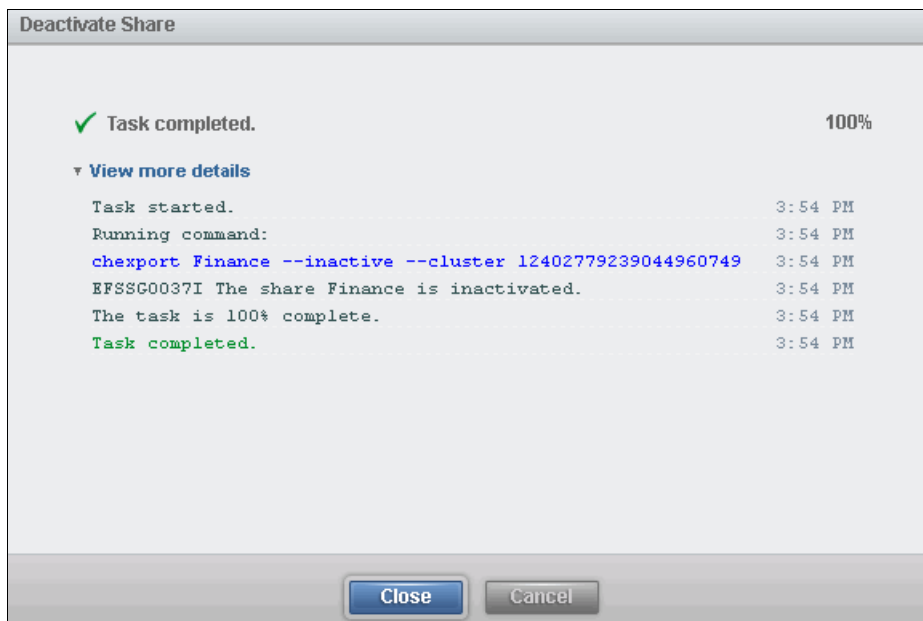 Deactivate Share
Task completed. 100%
View more details
Task started. 3:54 PM
Running command: 3:54 PM
chexport Finance --inactive --cluster 12402779239044960749 3:54 PM
EFSSG0037I The share Finance is inactivated. 3:54 PM
The task is 100% complete. 3:54 PM
Task completed. 3:54 PM
Close Cancel